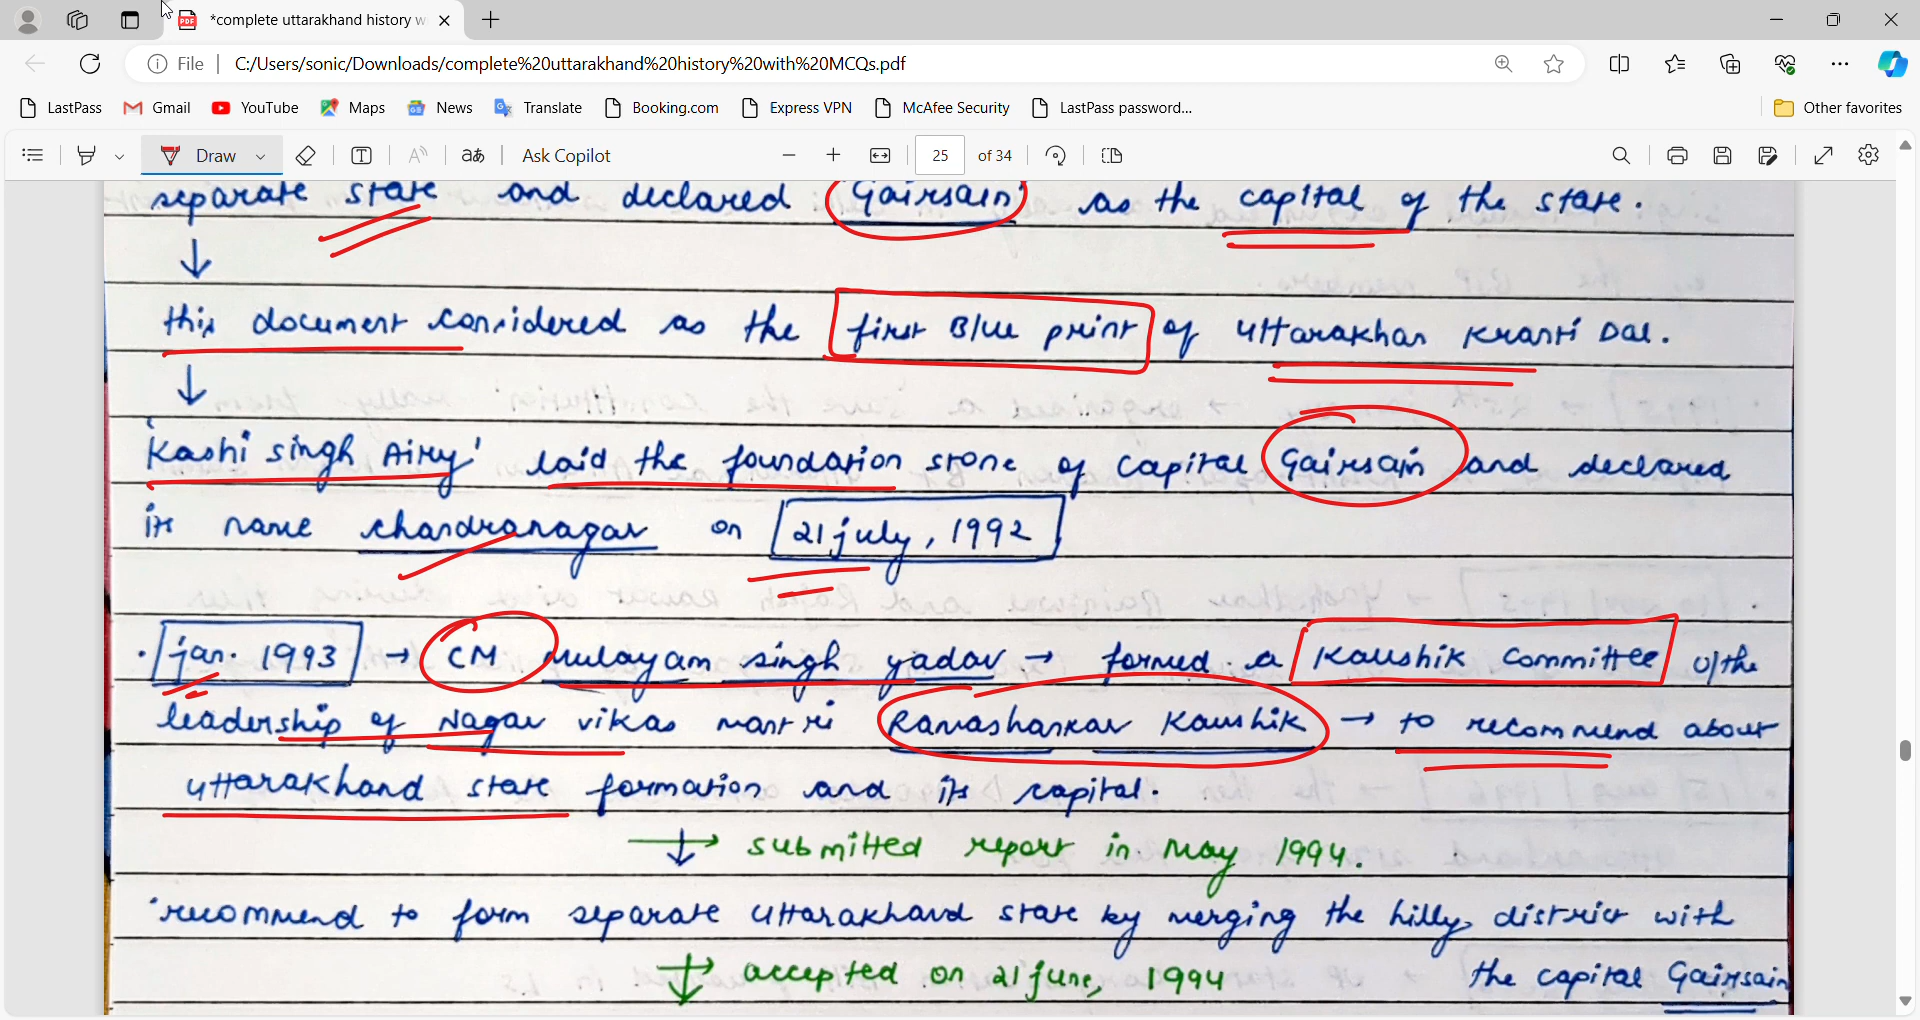 *complete uttarakhand history w
File C:/Users/sonic/Downloads/complete%20uttarakhand%20history%20with%20MCQs.pdf
LastPass Gmail YouTube Maps News Translate Booking.com Express VPN McAfee Security LastPass password... Other favorites
Draw Ask Copilot 25 of 34
separate state and declared 'Gairsain' as the capital of the state.
↓
this document considered as the first Blue print of Uttarakhan Kranti Dal.
↓
'Kashi singh Airy' laid the foundation stone of capital Gairsain and declared
its name chandranagar on 21 july, 1992
• jan. 1993 → CM mulayam singh yadav → formed a Kaushik Committee u/the
leadership of Nagar vikas mantri Ramashankar Kaushik → to recommend about
uttarakhand state formation and its capital.
↓→ submitted report in may 1994.
'recommend to form separate uttarakhand state by merging the hilly district with
the capital Gairsain
↓→ accepted on 21 june, 1994